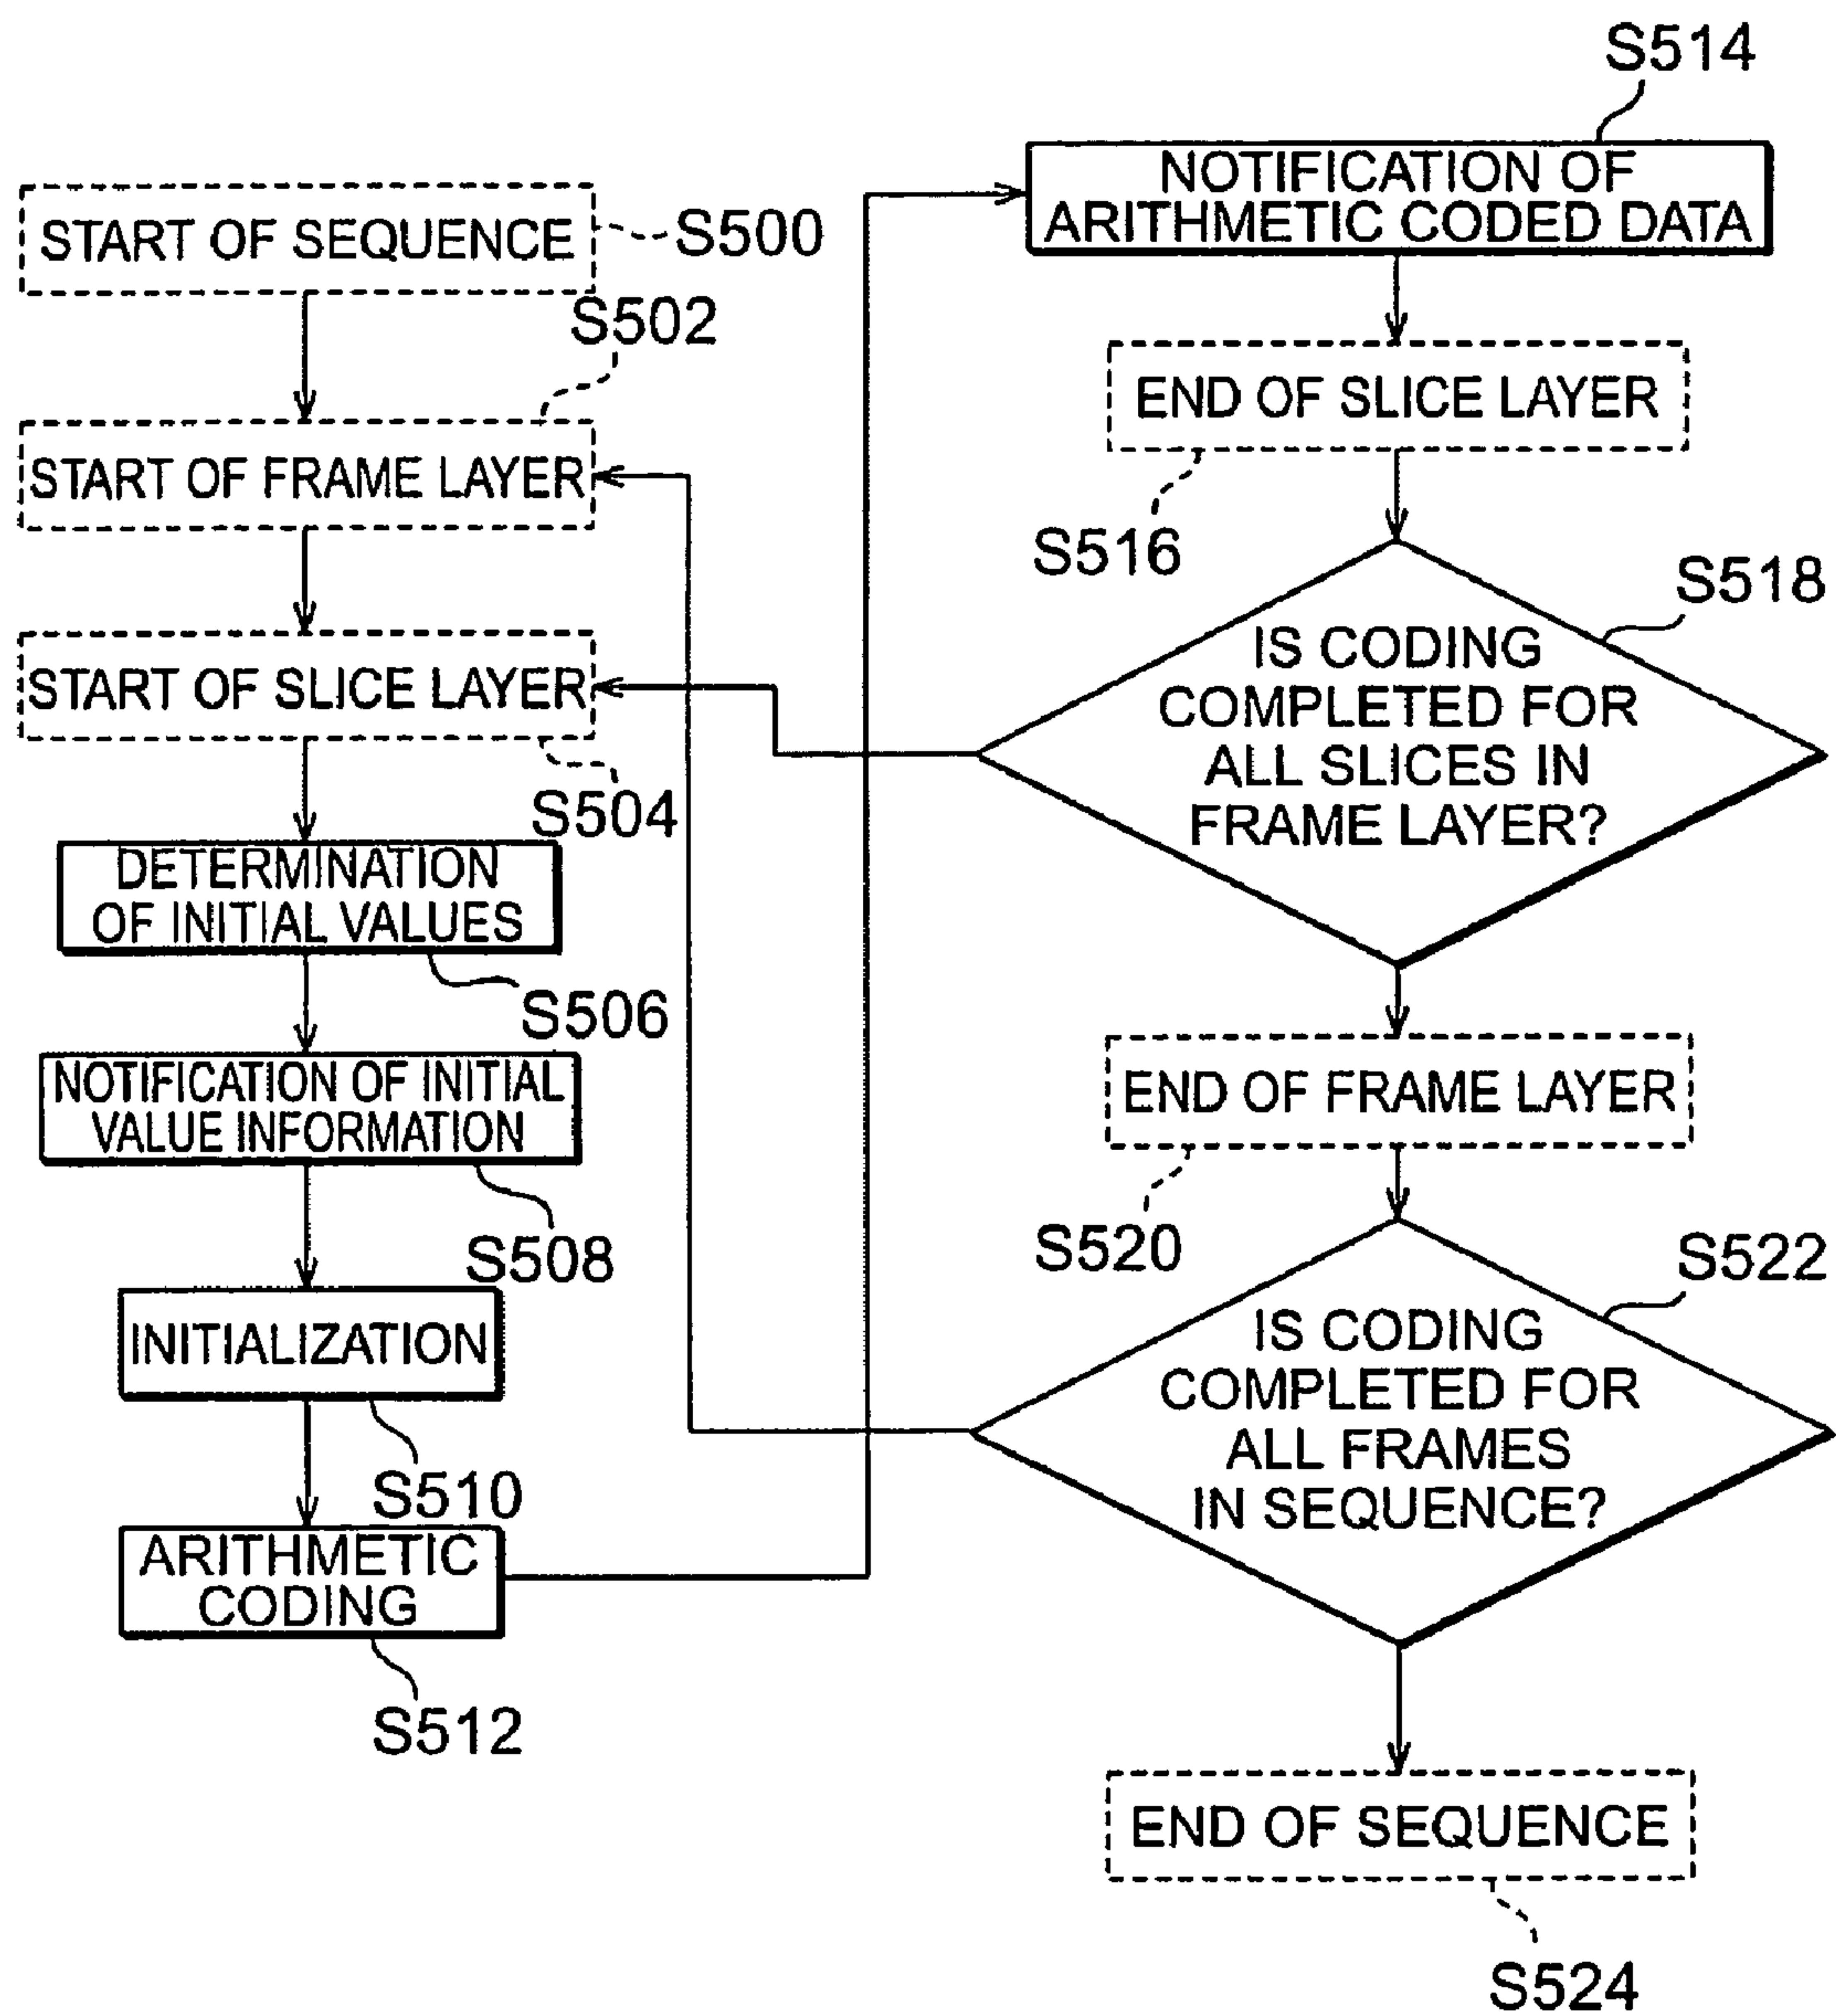 START OF SEQUENCE
S500
S502
START OF FRAME LAYER
START OF SLICE LAYER
S504
DETERMINATION
OF INITIAL VALUES
S506
NOTIFICATION OF INITIAL
VALUE INFORMATION
S508
INITIALIZATION
S510
ARITHMETIC
CODING
S512
S514
NOTIFICATION OF
ARITHMETIC CODED DATA
END OF SLICE LAYER
S516
S518
IS CODING
COMPLETED FOR
ALL SLICES IN
FRAME LAYER?
END OF FRAME LAYER
S520
S522
IS CODING
COMPLETED FOR
ALL FRAMES
IN SEQUENCE?
END OF SEQUENCE
S524